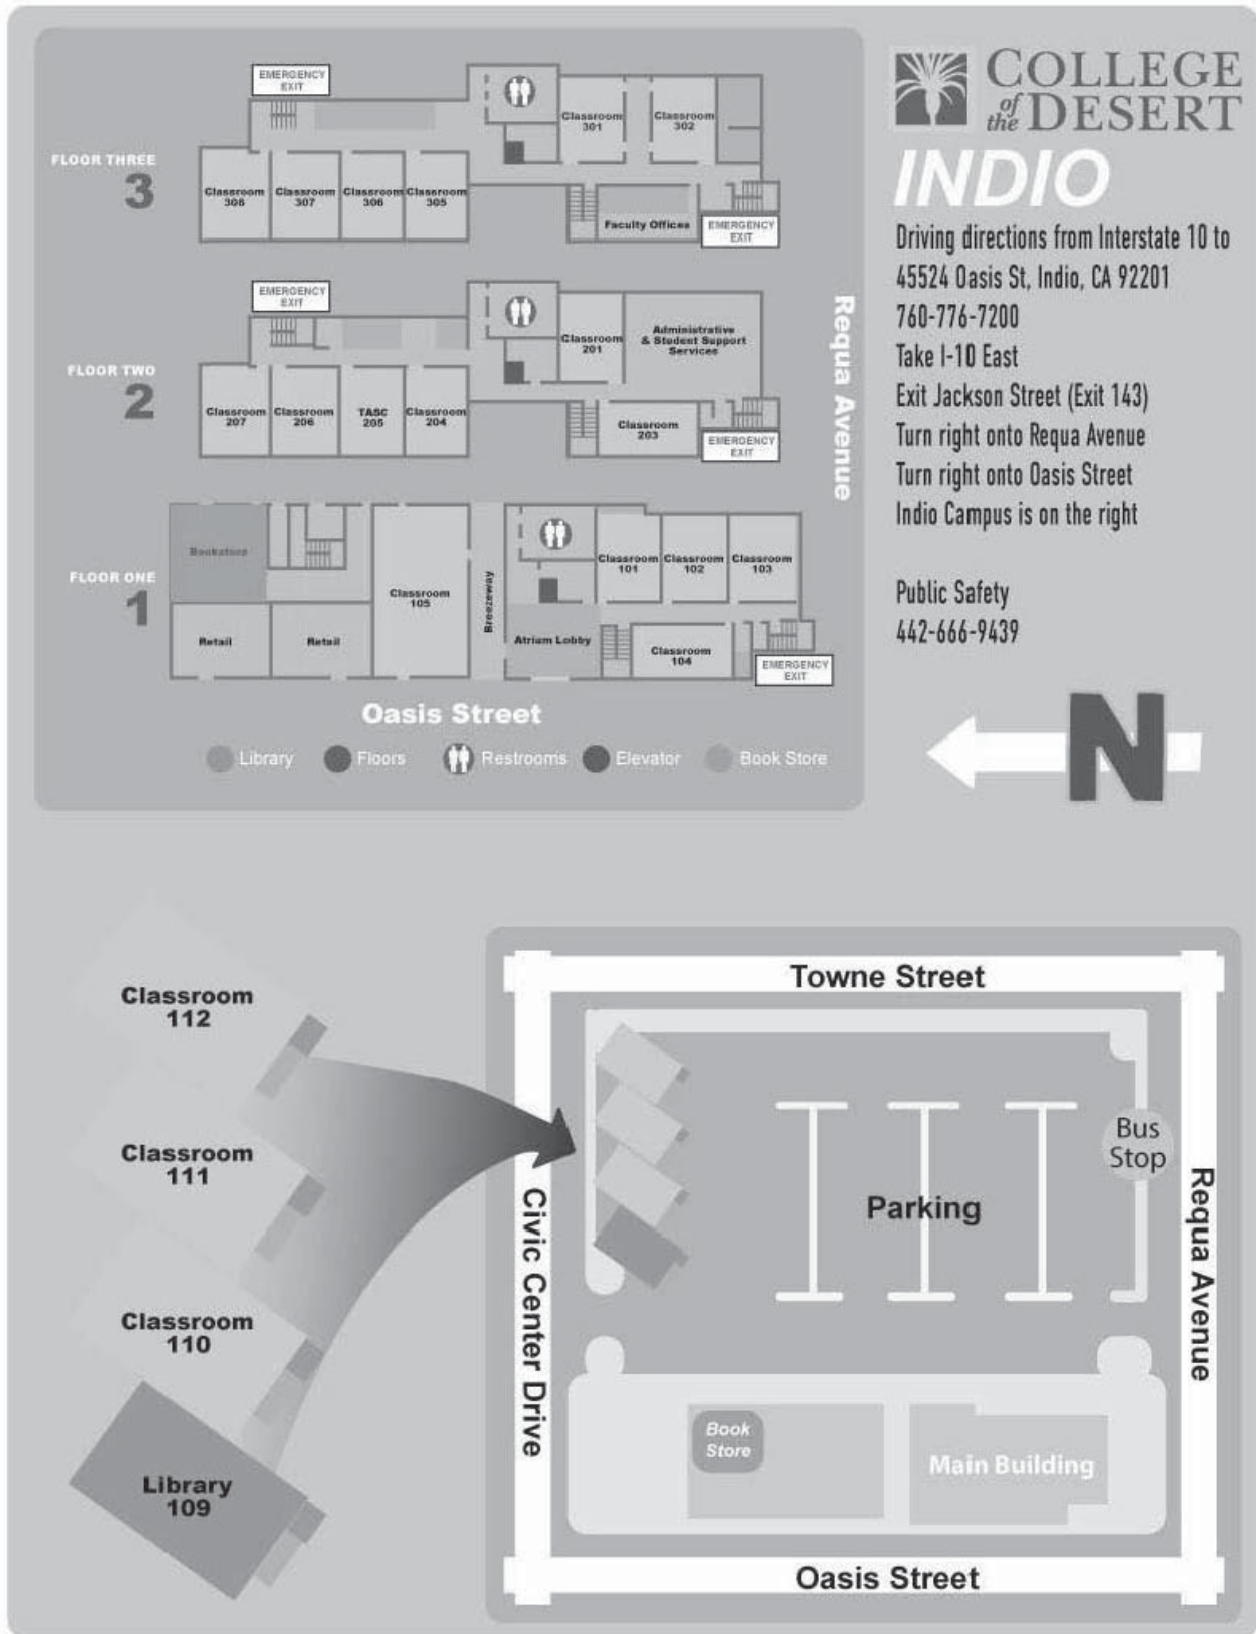 COLLEGE
of the DESERT
INDIO
Driving directions from Interstate 10 to
45524 Oasis St, Indio, CA 92201
760-776-7200
Take I-10 East
Exit Jackson Street (Exit 143)
Turn right onto Requa Avenue
Turn right onto Oasis Street
Indio Campus is on the right
Public Safety
442-666-9439
N
FLOOR THREE
3
EMERGENCY
EXIT
Classroom
301
Classroom
302
Classroom
308
Classroom
307
Classroom
306
Classroom
305
Faculty Offices
EMERGENCY
EXIT
FLOOR TWO
2
EMERGENCY
EXIT
Classroom
201
Administrative
& Student Support
Services
Classroom
207
Classroom
206
TASC
205
Classroom
204
Classroom
203
EMERGENCY
EXIT
Requa Avenue
FLOOR ONE
1
Bookstore
Classroom
105
Breezeway
Classroom
101
Classroom
102
Classroom
103
Retail
Retail
Atrium Lobby
Classroom
104
EMERGENCY
EXIT
Oasis Street
Library
Floors
Restrooms
Elevator
Book Store
Classroom
112
Classroom
111
Classroom
110
Library
109
Towne Street
Civic Center Drive
Parking
Bus
Stop
Requa Avenue
Book
Store
Main Building
Oasis Street